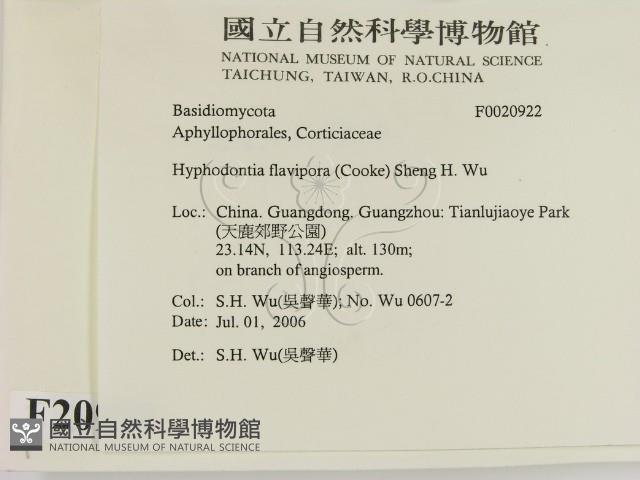 國立自然科學博物館
NATIONAL MUSEUM OF NATURAL SCIENCE
TAICHUNG, TAIWAN, R.O.CHINA
Basidiomycota F0020922
Aphyllophorales, Corticiaceae
Hyphodontia flavipora (Cooke) Sheng H. Wu
Loc.: China. Guangdong. Guangzhou: Tianlujiaoye Park
(天鹿郊野公園)
23.14N, 113.24E; alt. 130m;
on branch of angiosperm.
Col.: S.H. Wu(吳聲華); No. Wu 0607-2
Date: Jul. 01, 2006
Det.: S.H. Wu(吳聲華)
F209
國立自然科學博物館
NATIONAL MUSEUM OF NATURAL SCIENCE